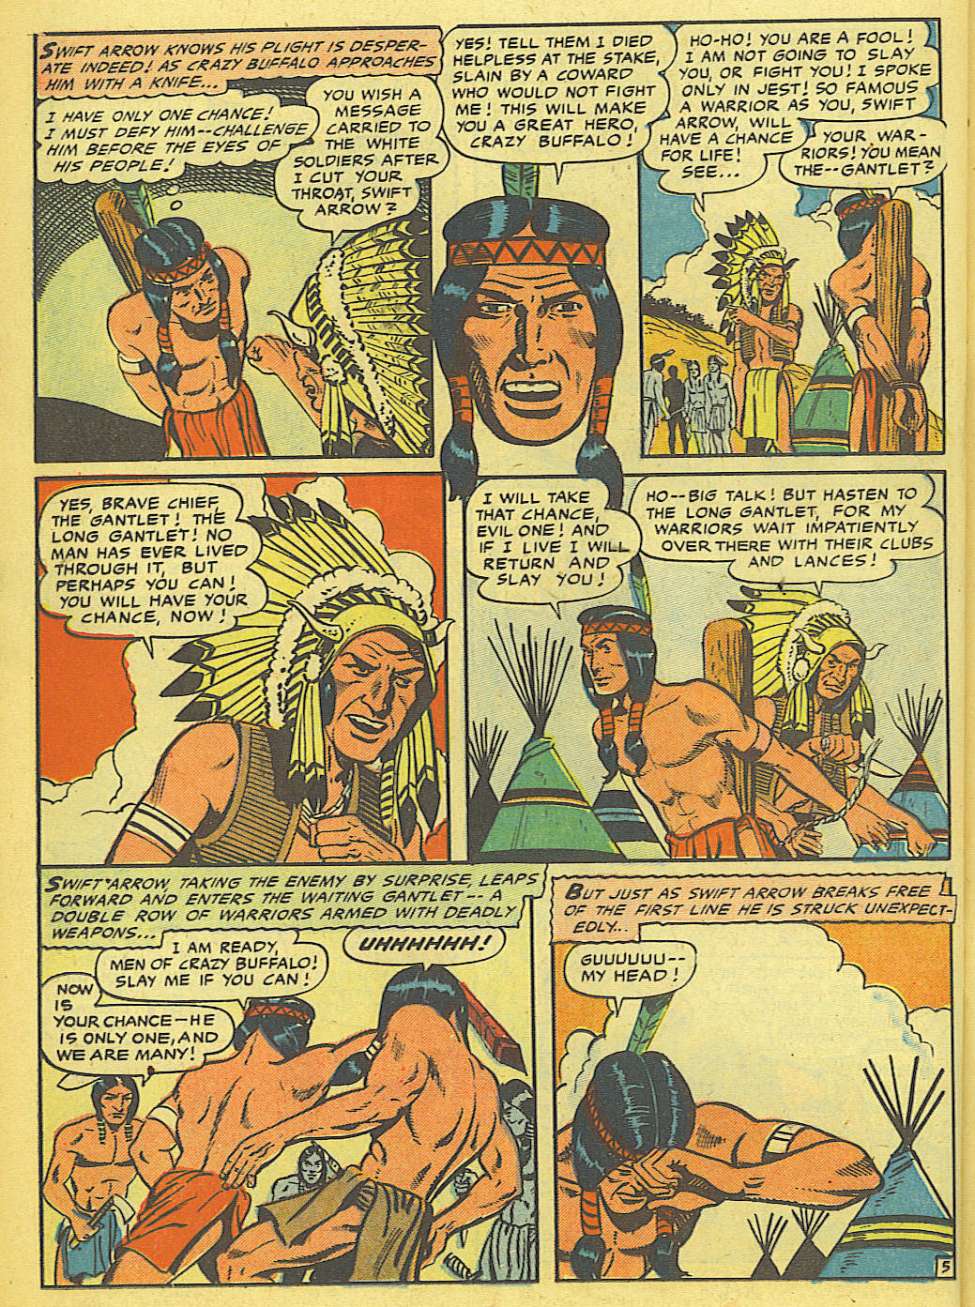 SWIFT ARROW KNOWS HIS PLIGHT IS DESPER-
ATE INDEED! AS CRAZY BUFFALO APPROACHES
HIM WITH A KNIFE...
I HAVE ONLY ONE CHANCE!
I MUST DEFY HIM--CHALLENGE
HIM BEFORE THE EYES OF
HIS PEOPLE!
YOU WISH A
MESSAGE
CARRIED TO
THE WHITE
SOLDIERS AFTER
I CUT YOUR
THROAT, SWIFT
ARROW?
YES! TELL THEM I DIED
HELPLESS AT THE STAKE,
SLAIN BY A COWARD
WHO WOULD NOT FIGHT
ME! THIS WILL MAKE
YOU A GREAT HERO,
CRAZY BUFFALO!
HO-HO! YOU ARE A FOOL!
I AM NOT GOING TO SLAY
YOU, OR FIGHT YOU! I SPOKE
ONLY IN JEST! SO FAMOUS
A WARRIOR AS YOU, SWIFT
ARROW, WILL
HAVE A CHANCE
FOR LIFE!
SEE...
YOUR WAR-
RIORS! YOU MEAN
THE--GANTLET?
YES, BRAVE CHIEF,
THE GANTLET! THE
LONG GANTLET! NO
MAN HAS EVER LIVED
THROUGH IT, BUT
PERHAPS YOU CAN!
YOU WILL HAVE YOUR
CHANCE, NOW!
I WILL TAKE
THAT CHANCE,
EVIL ONE! AND
IF I LIVE I WILL
RETURN AND
SLAY YOU!
HO--BIG TALK! BUT HASTEN TO
THE LONG GANTLET, FOR MY
WARRIORS WAIT IMPATIENTLY
OVER THERE WITH THEIR CLUBS
AND LANCES!
SWIFT ARROW, TAKING THE ENEMY BY SURPRISE, LEAPS
FORWARD AND ENTERS THE WAITING GANTLET -- A
DOUBLE ROW OF WARRIORS ARMED WITH DEADLY
WEAPONS...
I AM READY,
MEN OF CRAZY BUFFALO!
SLAY ME IF YOU CAN!
UHHHHHH!
NOW
IS
YOUR CHANCE--HE
IS ONLY ONE, AND
WE ARE MANY!
BUT JUST AS SWIFT ARROW BREAKS FREE
OF THE FIRST LINE HE IS STRUCK UNEXPECT-
EDLY...
GUUUUUU--
MY HEAD!
5